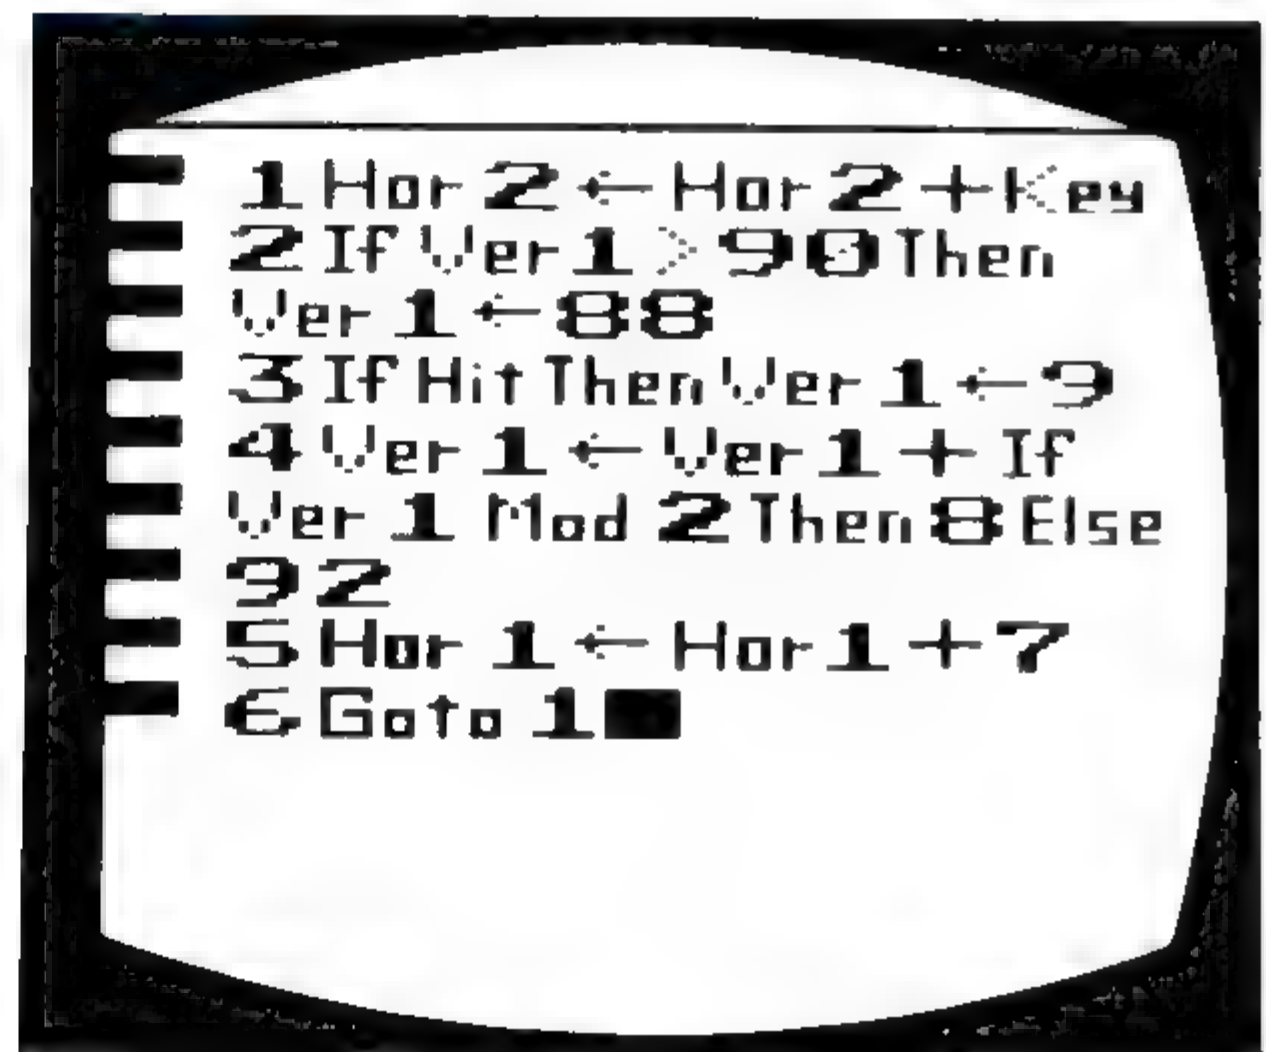 1 Hor 2 ← Hor 2 + Key
2 If Ver 1 > 90 Then
Ver 1 ← 88
3 If Hit Then Ver 1 ← 9
4 Ver 1 ← Ver 1 + If
Ver 1 Mod 2 Then 8 Else
92
5 Hor 1 ← Hor 1 + 7
6 Goto 1